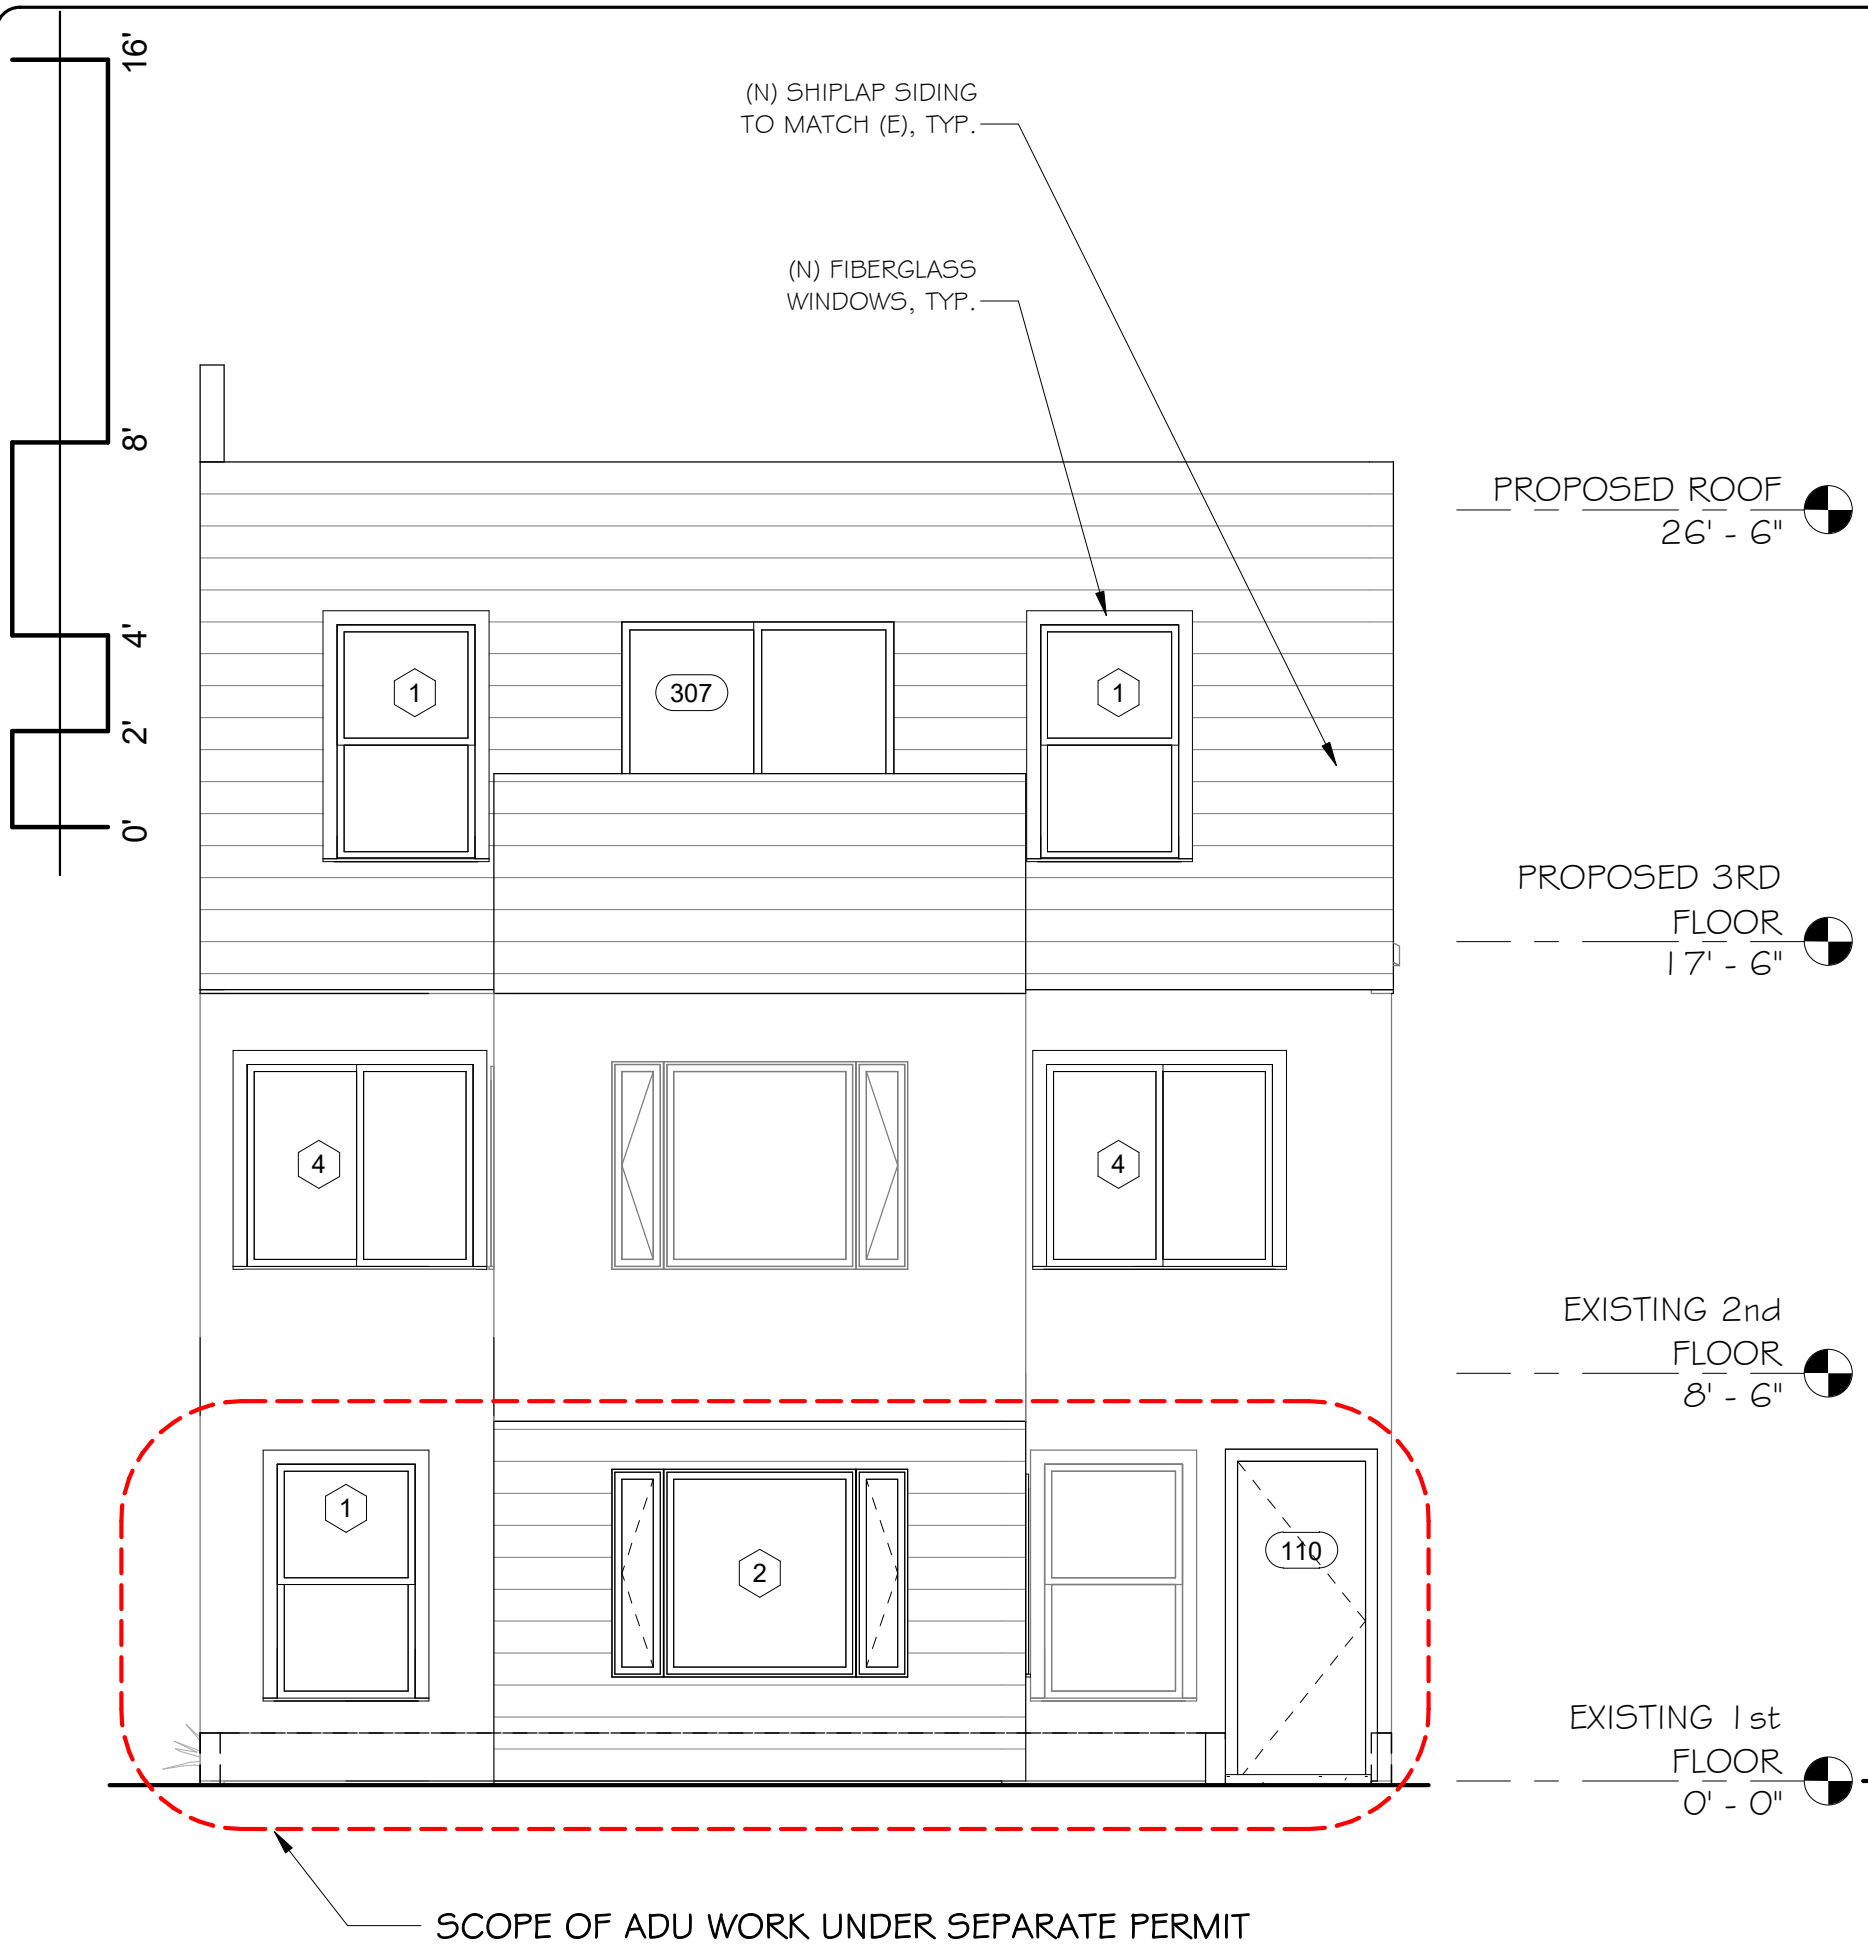 16'
8'
4'
2'
0'
(N) SHIPLAP SIDING
TO MATCH (E), TYP.
(N) FIBERGLASS
WINDOWS, TYP.
PROPOSED ROOF
26' - 6"
1
307
1
PROPOSED 3RD
FLOOR
17' - 6"
4
4
EXISTING 2nd
FLOOR
8' - 6"
1
2
110
EXISTING 1st
FLOOR
0' - 0"
SCOPE OF ADU WORK UNDER SEPARATE PERMIT